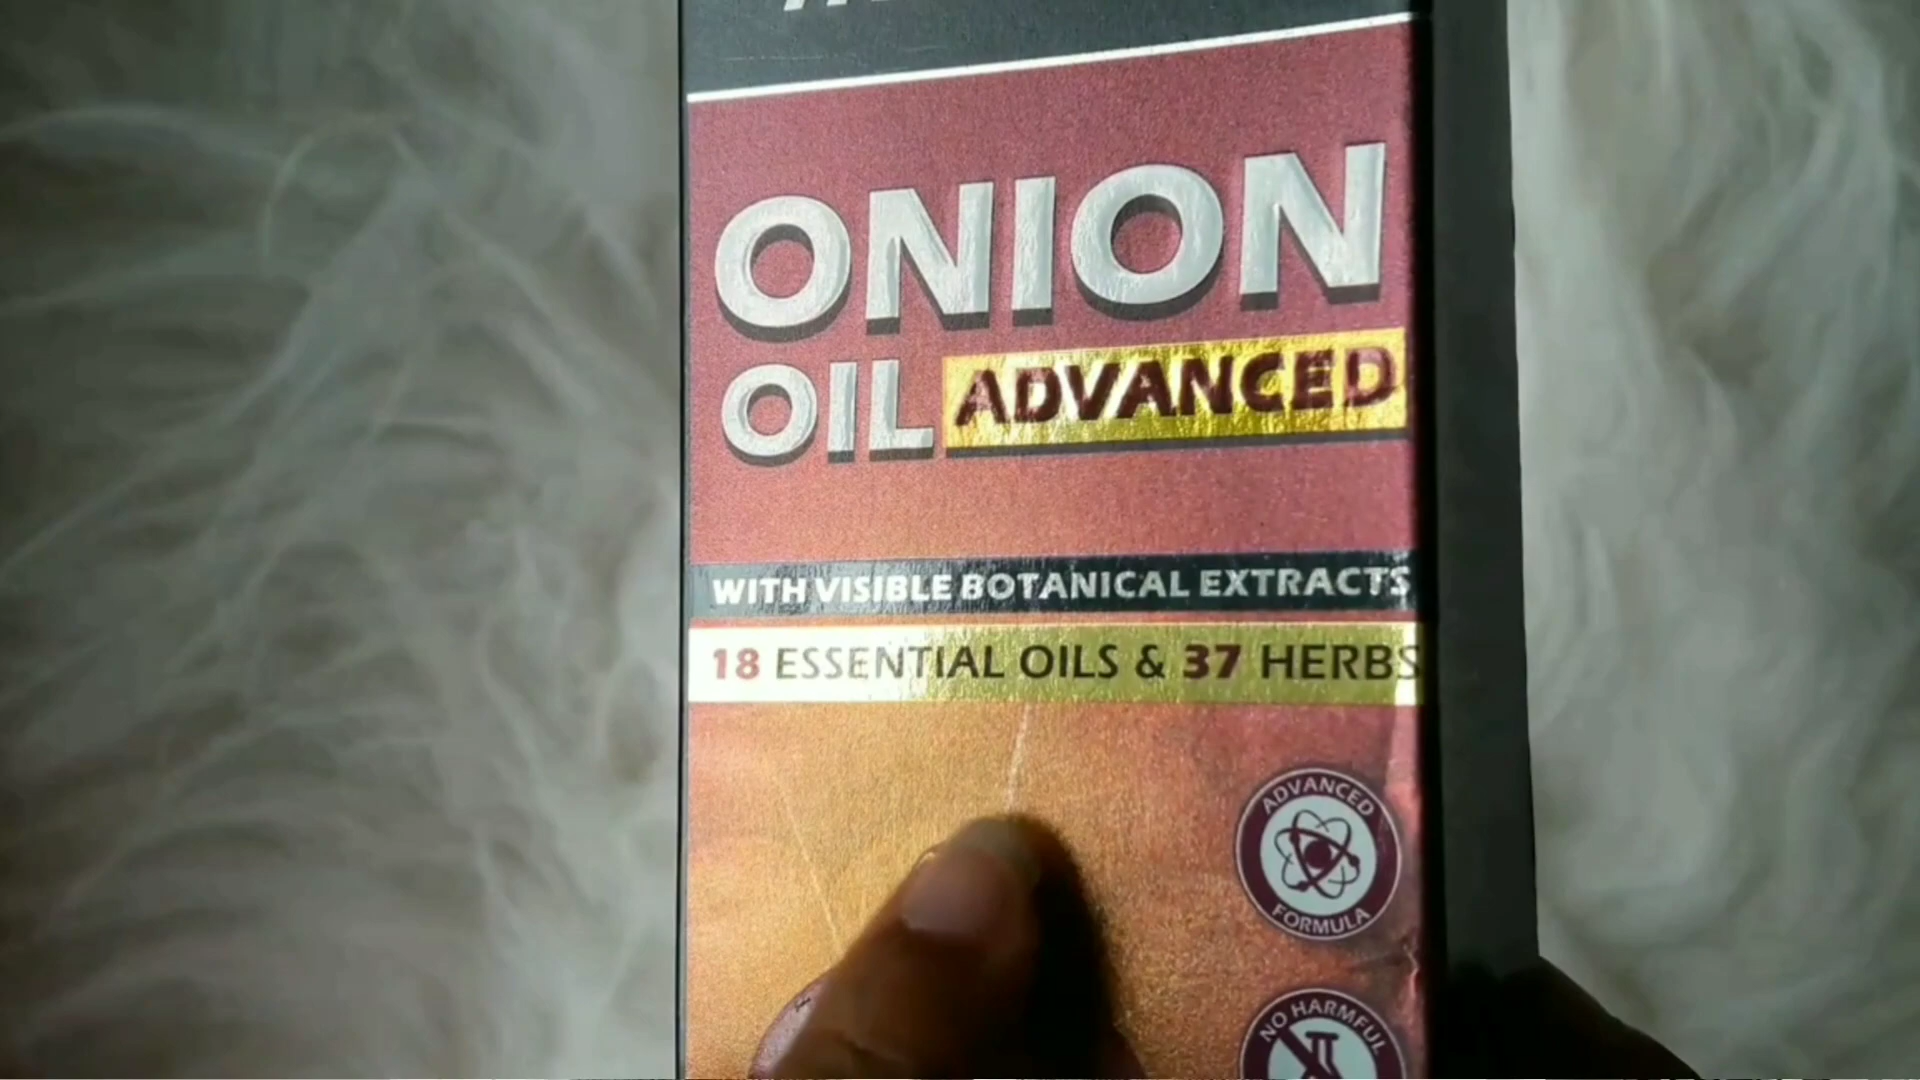 ONION
OIL ADVANCED
WITH VISIBLE BOTANICAL EXTRACTS
18 ESSENTIAL OILS & 37 HERBS
ADVANCED
FORMULA
NO HARMFUL